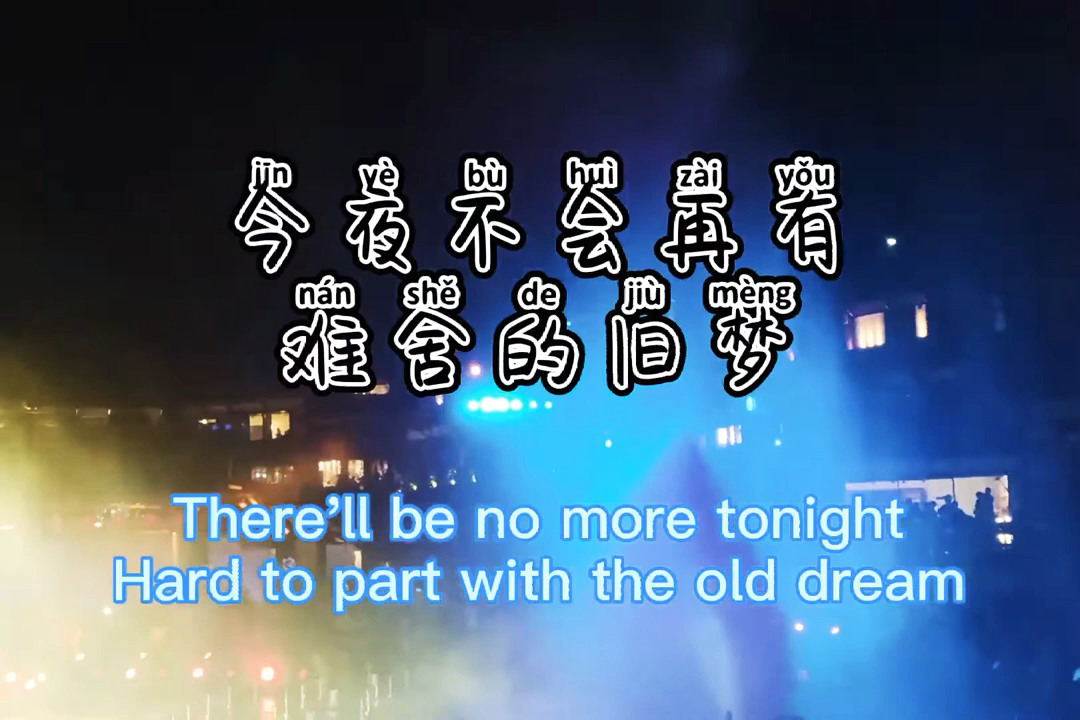 jīn yè bù huì zài yǒu
今夜不会再有
nán shě de jiù mèng
难舍的旧梦
There'll be no more tonight
Hard to part with the old dream